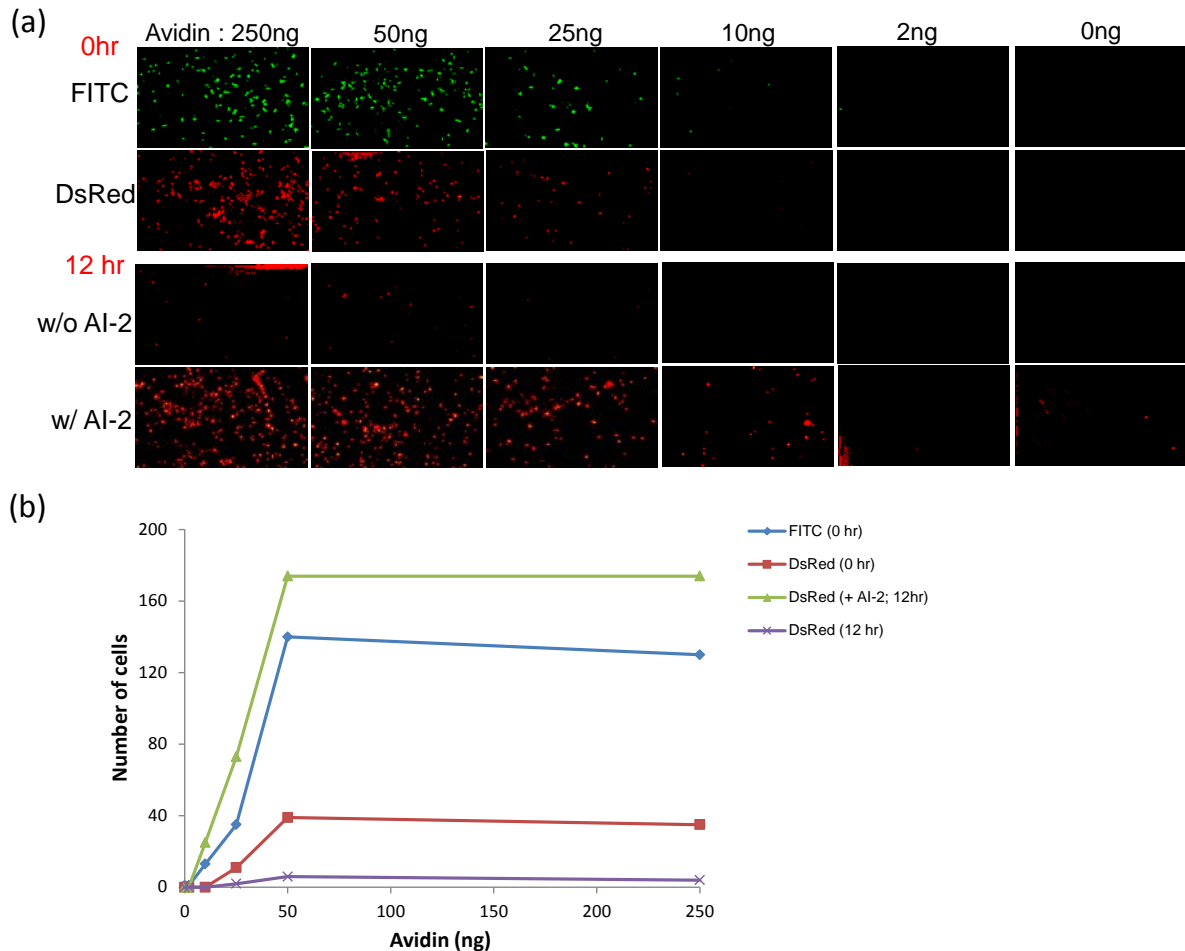 (a)
Avidin : 250ng 50ng 25ng 10ng 2ng 0ng
0hr
FITC
DsRed
12 hr
w/o AI-2
w/ AI-2
(b)
200
160
120
80
40
0
Number of cells
0 50 100 150 200 250
Avidin (ng)
FITC (0 hr)
DsRed (0 hr)
DsRed (+ AI-2; 12hr)
DsRed (12 hr)